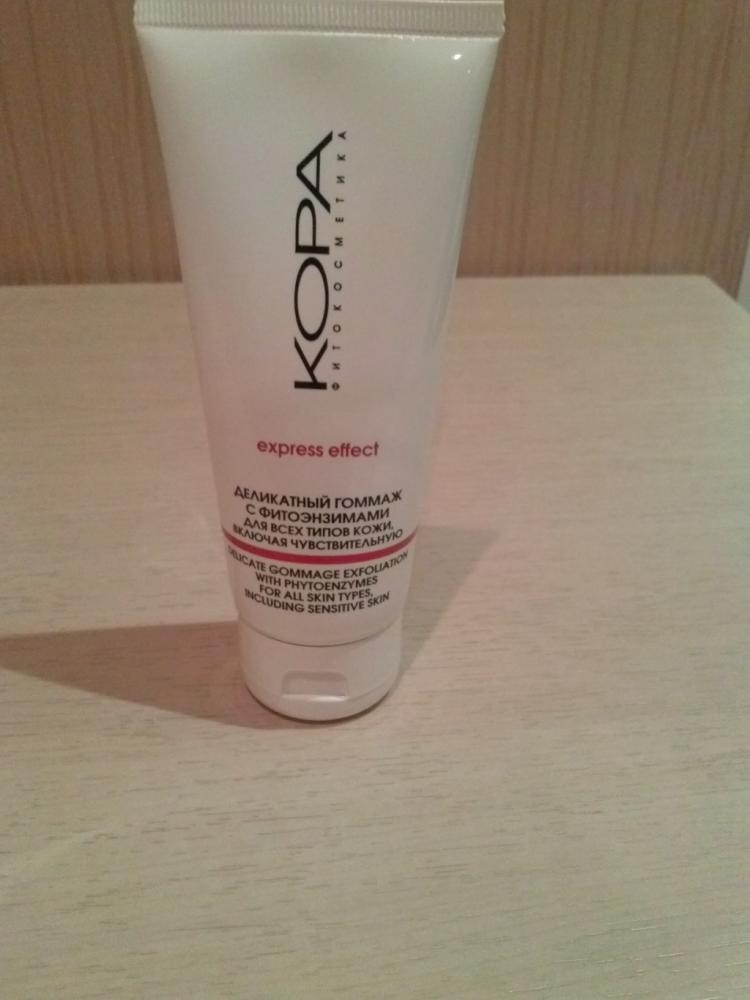 КОРА
ФИТОКОСМЕТИКА
express effect
ДЕЛИКАТНЫЙ ГОММАЖ
С ФИТОЭНЗИМАМИ
ДЛЯ ВСЕХ ТИПОВ КОЖИ,
ВКЛЮЧАЯ ЧУВСТВИТЕЛЬНУЮ
DELICATE GOMMAGE EXFOLIATION
WITH PHYTOENZYMES
FOR ALL SKIN TYPES,
INCLUDING SENSITIVE SKIN